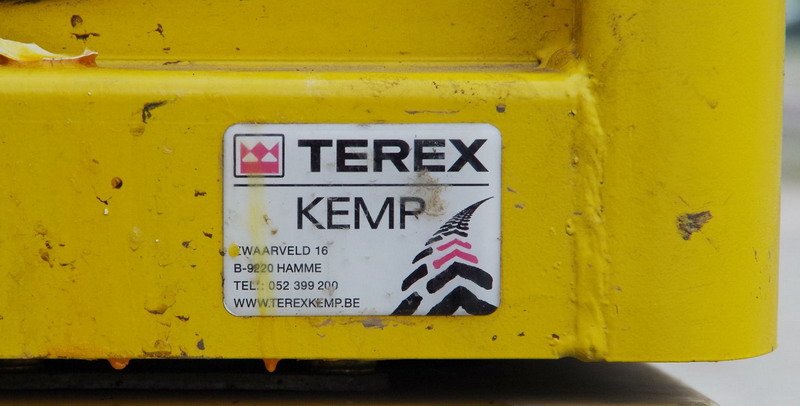 TEREX
KEMP
ZWAARVELD 16
B-9220 HAMME
TEL.: 052 399 200
WWW.TEREXKEMP.BE